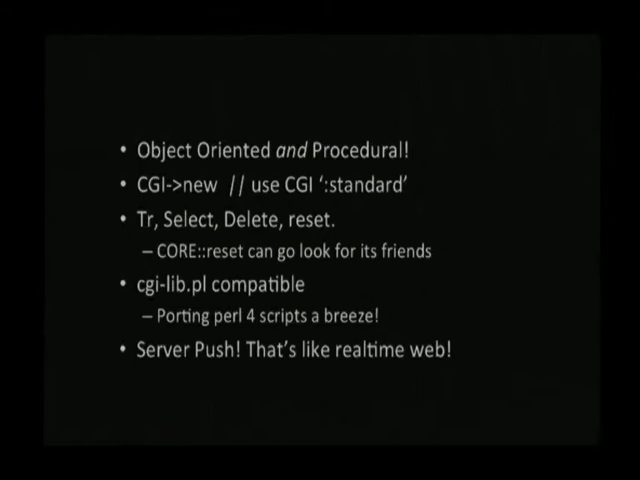 • Object Oriented and Procedural!
• CGI->new // use CGI ‘:standard’
• Tr, Select, Delete, reset.
– CORE::reset can go look for its friends
• cgi-lib.pl compatible
– Porting perl 4 scripts a breeze!
• Server Push! That’s like realtime web!